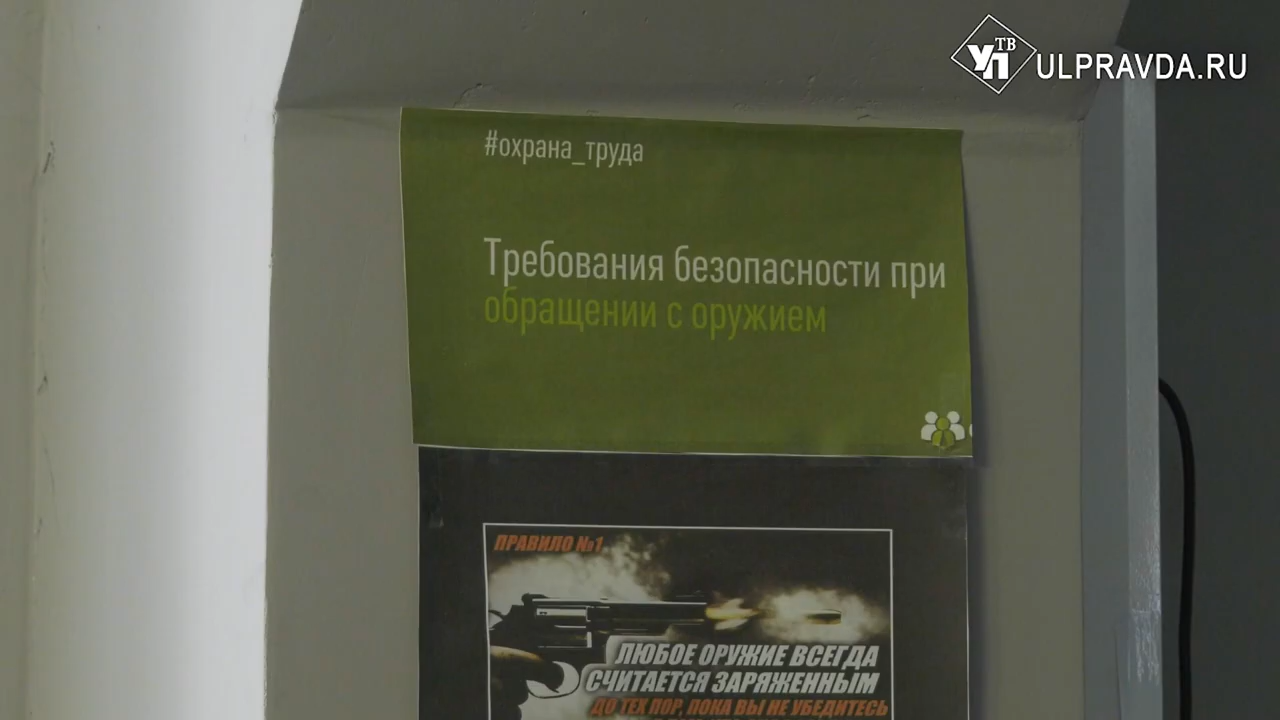 ТВ
УП
ULPRAVDA.RU
#охрана_труда
Требования безопасности при
обращении с оружием
ПРАВИЛО №1
ЛЮБОЕ ОРУЖИЕ ВСЕГДА
СЧИТАЕТСЯ ЗАРЯЖЕННЫМ
ДО ТЕХ ПОР, ПОКА ВЫ НЕ УБЕДИТЕСЬ